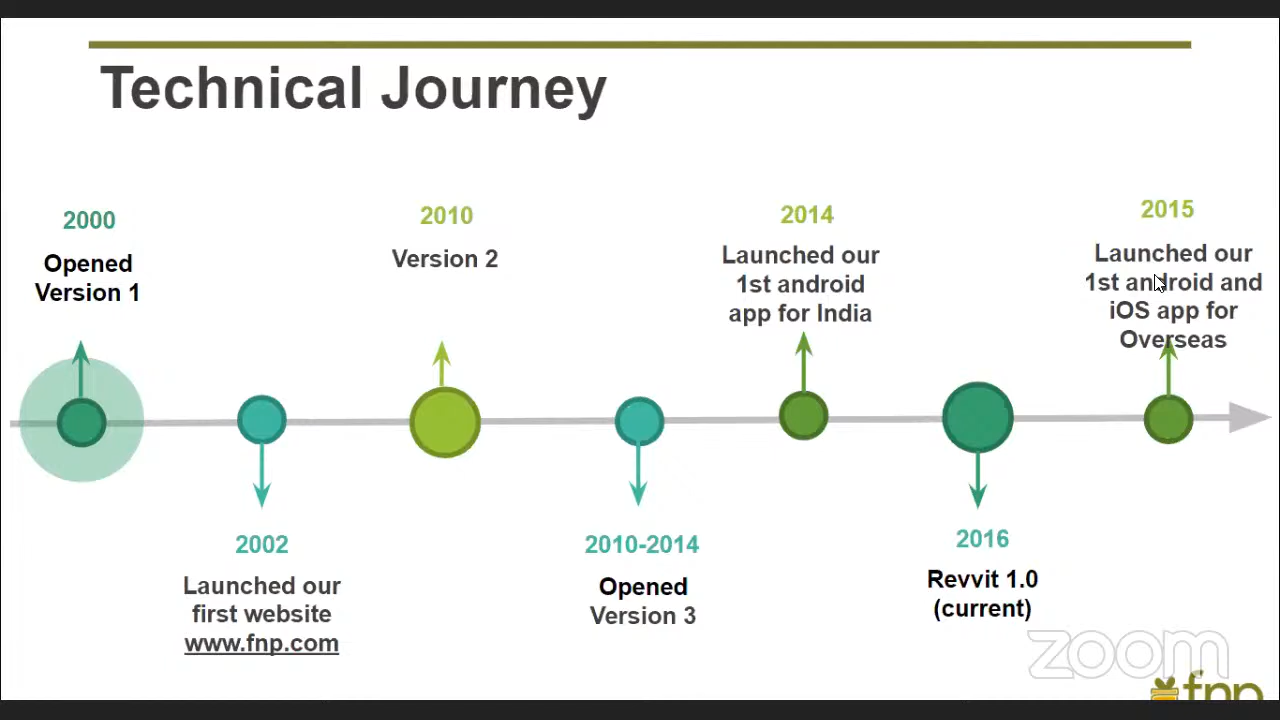 Technical Journey
2000
Opened
Version 1
2002
Launched our
first website
www.fnp.com
2010
Version 2
2010-2014
Opened
Version 3
2014
Launched our
1st android
app for India
2016
Revvit 1.0
(current)
2015
Launched our
1st android and
iOS app for
Overseas
zoom
fnp